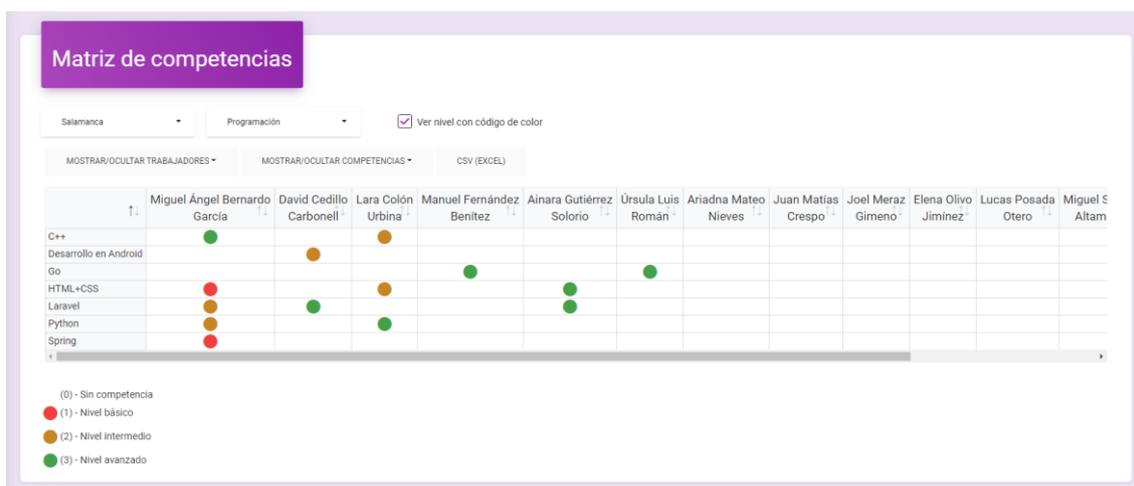 Matriz de competencias
Salamanca Programación Ver nivel con código de color
MOSTRAR/OCULTAR TRABAJADORES MOSTRAR/OCULTAR COMPETENCIAS CSV (EXCEL)
Miguel Ángel Bernardo David Cedillo Lara Colón Manuel Fernández Ainara Gutiérrez Úrsula Luis Ariadna Mateo Juan Matías Joel Meraz Elena Olivo Lucas Posada Miguel S
García Carbonell Urbina Benítez Solorio Román Nieves Crespo Gimeno Jimínez Otero Altam
C++
Desarrollo en Android
Go
HTML+CSS
Laravel
Python
Spring
(0) - Sin competencia
(1) - Nivel básico
(2) - Nivel intermedio
(3) - Nivel avanzado